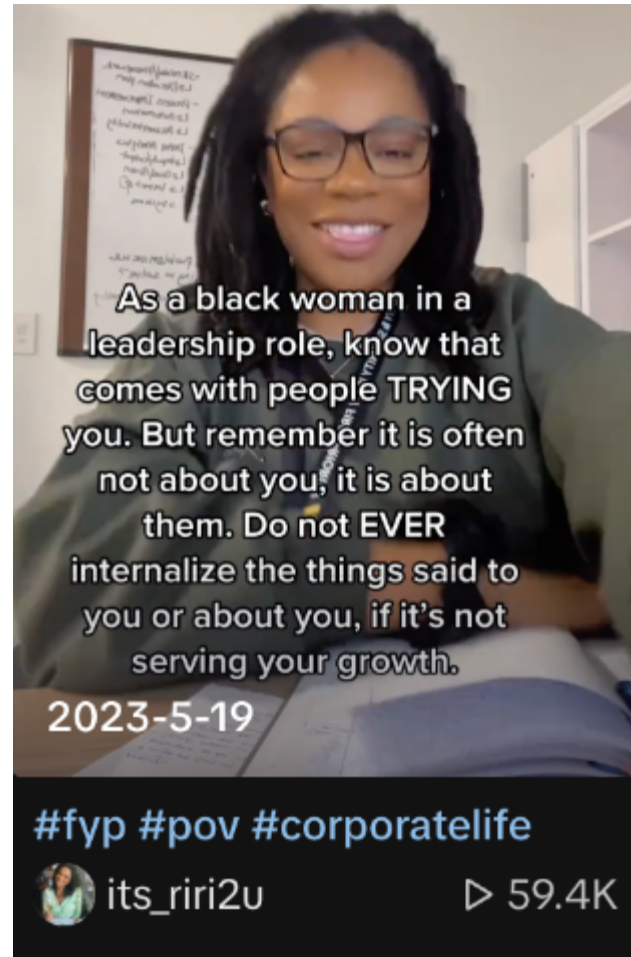 As a black woman in a
leadership role, know that
comes with people TRYING
you. But remember it is often
not about you, it is about
them. Do not EVER
internalize the things said to
you or about you, if it's not
serving your growth.
2023-5-19
#fyp #pov #corporatelife
its_riri2u
59.4K